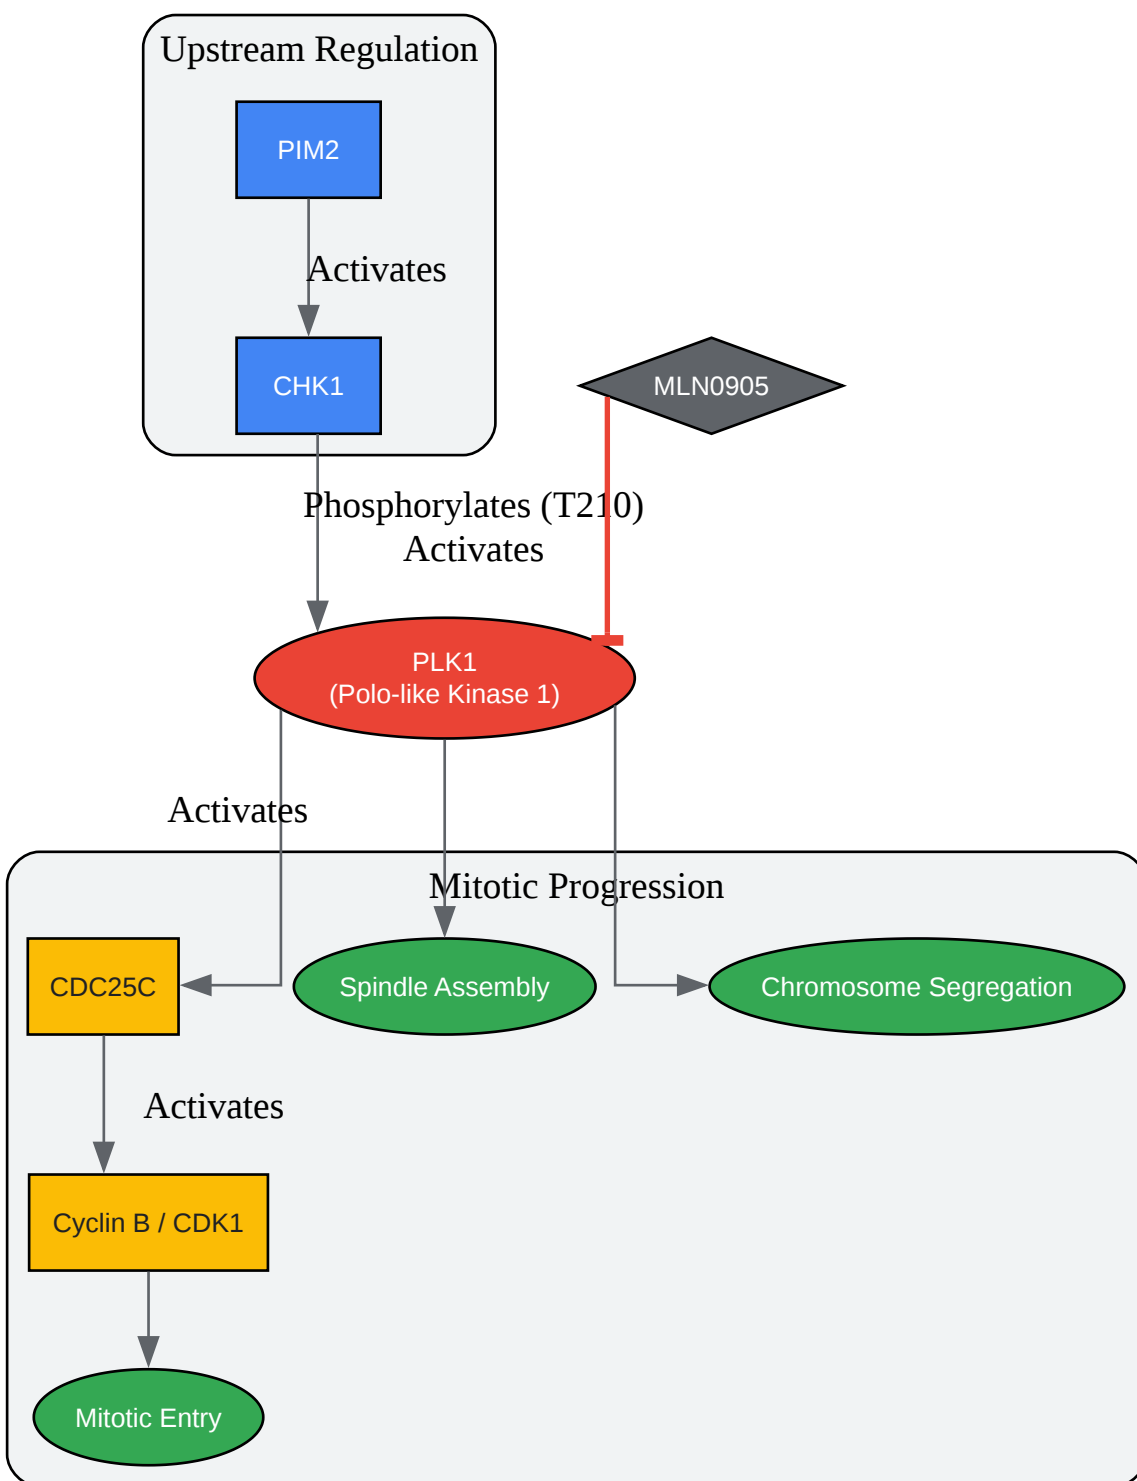 Upstream Regulation
PIM2
Activates
CHK1
MLN0905
Phosphorylates (T210)
Activates
PLK1
(Polo-like Kinase 1)
Activates
Mitotic Progression
CDC25C
Spindle Assembly
Chromosome Segregation
Activates
Cyclin B / CDK1
Mitotic Entry